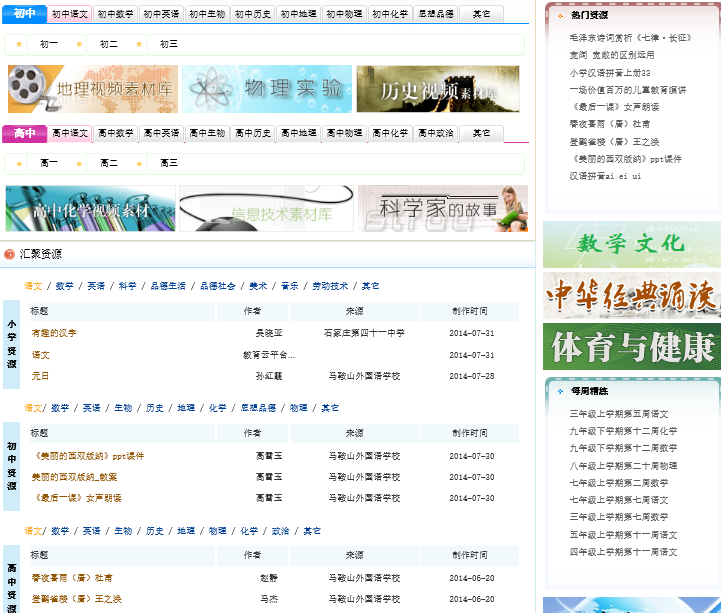 初中 初中语文 初中数学 初中英语 初中生物 初中历史 初中地理 初中物理 初中化学 思想品德 其它
初一 初二 初三
地理视频素材库 物理实验 历史视频素材库
高中 高中语文 高中数学 高中英语 高中生物 高中历史 高中地理 高中物理 高中化学 高中政治 其它
高一 高二 高三
高中化学视频素材 信息技术素材库 科学家的故事
汇聚资源
语文 / 数学 / 英语 / 科学 / 品德生活 / 品德社会 / 美术 / 音乐 / 劳动技术 / 其它
小学资源
标题 作者 来源 制作时间
有趣的汉字 吴晓亚 石家庄第四十一中学 2014-07-31
语文 教育云平台... 2014-07-31
元日 孙红霞 马鞍山外国语学校 2014-07-28
语文/ 数学 / 英语 / 生物 / 历史 / 地理 / 化学 / 思想品德 / 物理 / 其它
初中资源
标题 作者 来源 制作时间
《美丽的西双版纳》ppt课件 高雪玉 马鞍山外国语学校 2014-07-30
美丽的西双版纳_教案 高雪玉 马鞍山外国语学校 2014-07-30
《最后一课》女声朗读 高雪玉 马鞍山外国语学校 2014-07-30
语文/ 数学 / 英语 / 生物 / 历史 / 地理 / 物理 / 化学 / 政治 / 其它
高中资源
标题 作者 来源 制作时间
春夜喜雨（唐）杜甫 赵静 马鞍山外国语学校 2014-06-20
登鹳雀楼（唐）王之涣 马杰 马鞍山外国语学校 2014-06-20
热门资源
毛泽东诗词赏析《七律·长征》
宽阔 宽敞的区别运用
小学汉语拼音上册33
一场价值百万的儿童教育演讲
《最后一课》女声朗读
春夜喜雨（唐）杜甫
登鹳雀楼（唐）王之涣
《美丽的西双版纳》ppt课件
汉语拼音ai ei ui
数学文化
中华经典诵读
体育与健康
每周精练
三年级上学期第五周语文
九年级下学期第十二周化学
九年级下学期第十二周数学
八年级上学期第二十周物理
七年级上学期第二周数学
七年级上学期第七周语文
三年级上学期第七周数学
五年级上学期第十一周语文
四年级上学期第十一周语文